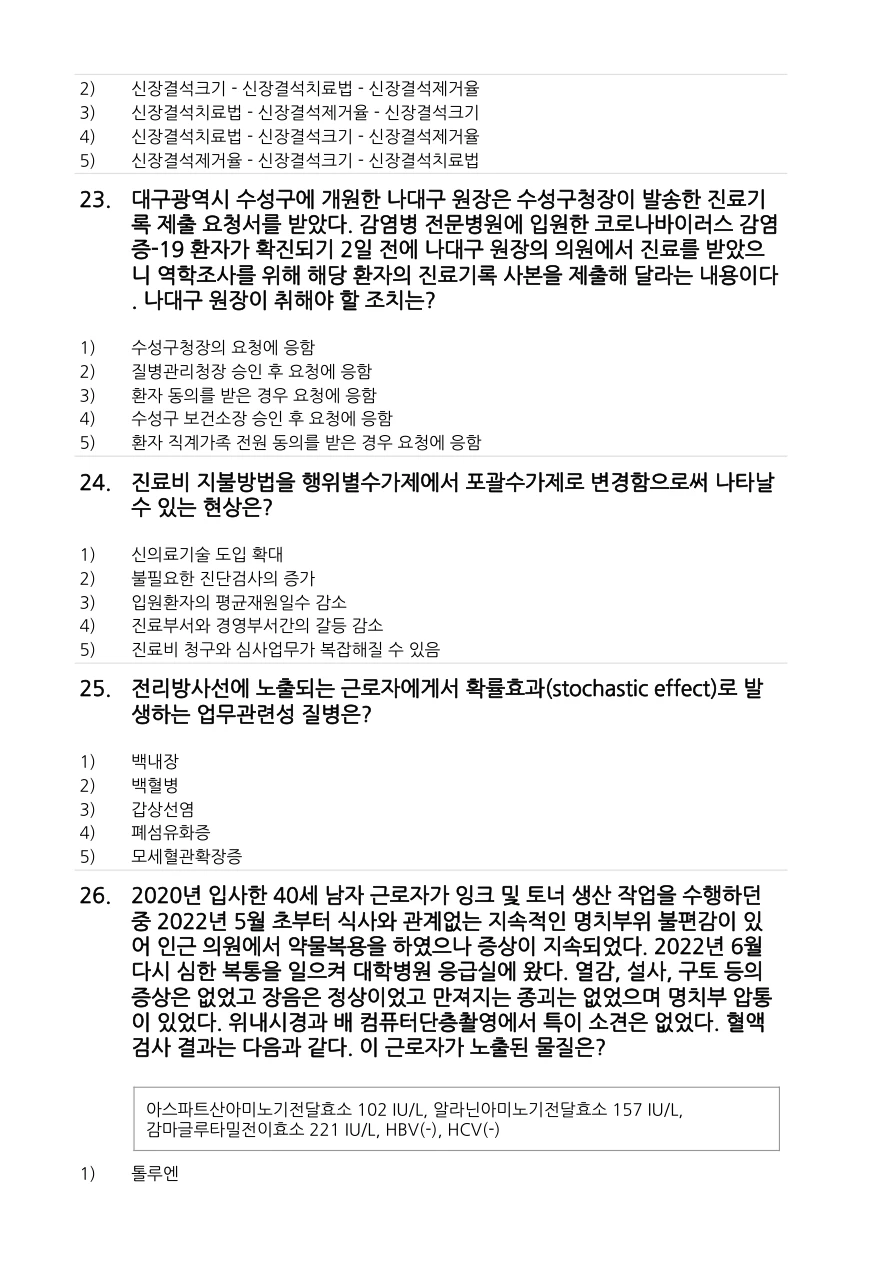 2) 신장결석크기 - 신장결석치료법 - 신장결석제거율
3) 신장결석치료법 - 신장결석제거율 - 신장결석크기
4) 신장결석치료법 - 신장결석크기 - 신장결석제거율
5) 신장결석제거율 - 신장결석크기 - 신장결석치료법
23. 대구광역시 수성구에 개원한 나대구 원장은 수성구청장이 발송한 진료기
록 제출 요청서를 받았다. 감염병 전문병원에 입원한 코로나바이러스 감염
증-19 환자가 확진되기 2일 전에 나대구 원장의 의원에서 진료를 받았으
니 역학조사를 위해 해당 환자의 진료기록 사본을 제출해 달라는 내용이다
. 나대구 원장이 취해야 할 조치는?
1) 수성구청장의 요청에 응함
2) 질병관리청장 승인 후 요청에 응함
3) 환자 동의를 받은 경우 요청에 응함
4) 수성구 보건소장 승인 후 요청에 응함
5) 환자 직계가족 전원 동의를 받은 경우 요청에 응함
24. 진료비 지불방법을 행위별수가제에서 포괄수가제로 변경함으로써 나타날
수 있는 현상은?
1) 신의료기술 도입 확대
2) 불필요한 진단검사의 증가
3) 입원환자의 평균재원일수 감소
4) 진료부서와 경영부서간의 갈등 감소
5) 진료비 청구와 심사업무가 복잡해질 수 있음
25. 전리방사선에 노출되는 근로자에게서 확률효과(stochastic effect)로 발
생하는 업무관련성 질병은?
1) 백내장
2) 백혈병
3) 갑상선염
4) 폐섬유화증
5) 모세혈관확장증
26. 2020년 입사한 40세 남자 근로자가 잉크 및 토너 생산 작업을 수행하던
중 2022년 5월 초부터 식사와 관계없는 지속적인 명치부위 불편감이 있
어 인근 의원에서 약물복용을 하였으나 증상이 지속되었다. 2022년 6월
다시 심한 복통을 일으켜 대학병원 응급실에 왔다. 열감, 설사, 구토 등의
증상은 없었고 장음은 정상이었고 만져지는 종괴는 없었으며 명치부 압통
이 있었다. 위내시경과 배 컴퓨터단층촬영에서 특이 소견은 없었다. 혈액
검사 결과는 다음과 같다. 이 근로자가 노출된 물질은?
아스파트산아미노기전달효소 102 IU/L, 알라닌아미노기전달효소 157 IU/L,
감마글루타밀전이효소 221 IU/L, HBV(-), HCV(-)
1) 톨루엔